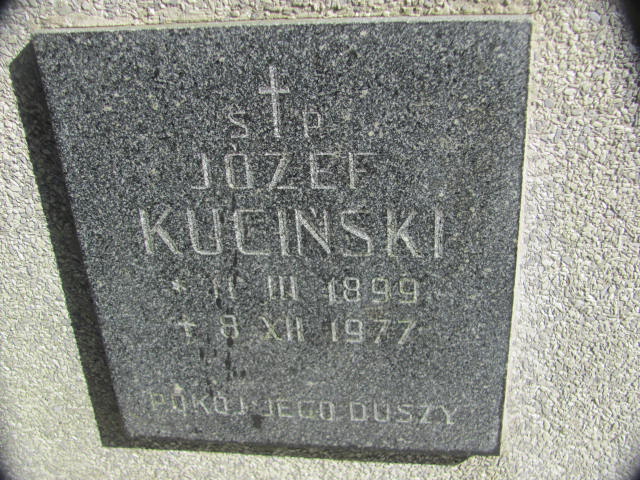 Ś P
JÓZEF
KUCIŃSKI
* 11 III 1899
+ 8 XII 1977
POKÓJ JEGO DUSZY